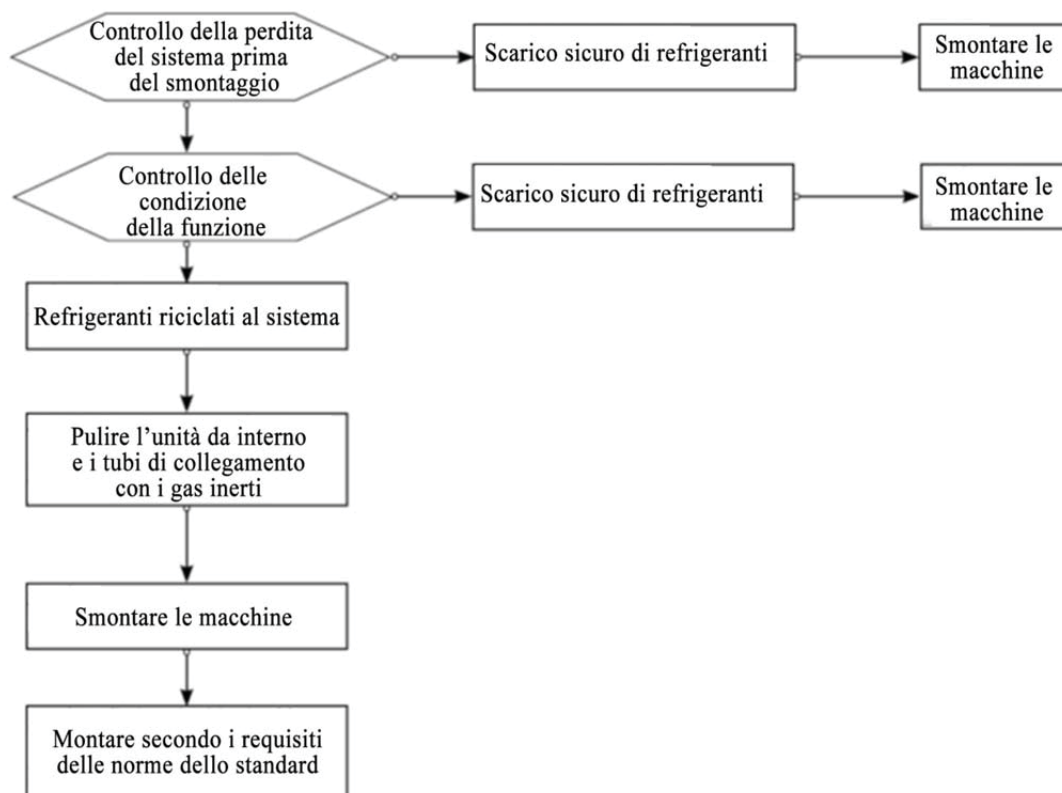 Controllo della perdita
del sistema prima
del smontaggio
Scarico sicuro di refrigeranti
Smontare le
macchine
Controllo delle
condizione
della funzione
Scarico sicuro di refrigeranti
Smontare le
macchine
Refrigeranti riciclati al sistema
Pulire l'unità da interno
e i tubi di collegamento
con i gas inerti
Smontare le macchine
Montare secondo i requisiti
delle norme dello standard